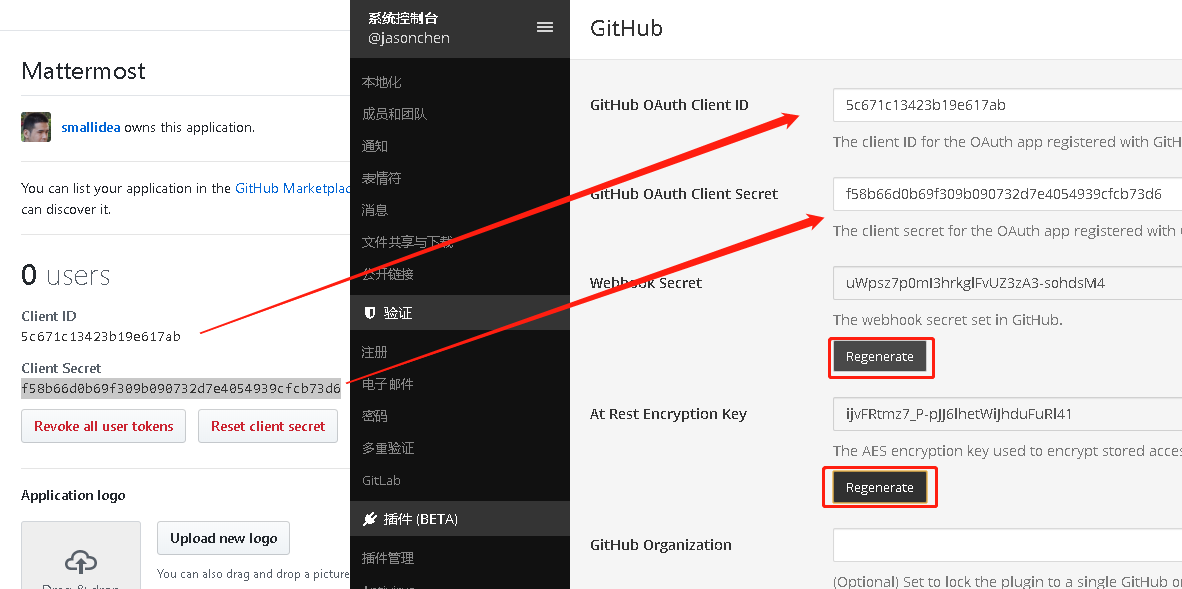 Mattermost
smallidea owns this application.
You can list your application in the GitHub Marketplac
can discover it.
0 users
Client ID
5c671c13423b19e617ab
Client Secret
f58b66d0b69f309b090732d7e4054939cfcb73d6
Revoke all user tokens
Reset client secret
Application logo
Upload new logo
You can also drag and drop a picture
Drag & drop
系统控制台
@jasonchen
本地化
成员和团队
通知
表情符
消息
文件共享与下载
公开链接
验证
注册
电子邮件
密码
多重验证
GitLab
插件 (BETA)
插件管理
Antivirus
GitHub
GitHub OAuth Client ID
5c671c13423b19e617ab
The client ID for the OAuth app registered with GitH
GitHub OAuth Client Secret
f58b66d0b69f309b090732d7e4054939cfcb73d6
The client secret for the OAuth app registered with
Webhook Secret
uWpsz7p0mI3hrkglFvUZ3zA3-sohdsM4
The webhook secret set in GitHub.
Regenerate
At Rest Encryption Key
ijvFRtmz7_P-pJJ6lhetWiJhduFuRl41
The AES encryption key used to encrypt stored acces
Regenerate
GitHub Organization
(Optional) Set to lock the plugin to a single GitHub or